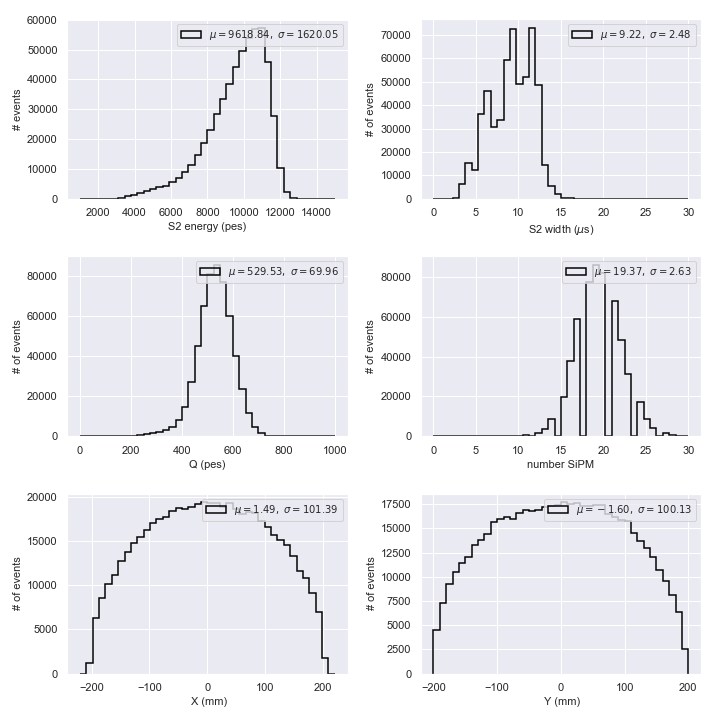 μ = 9618.84, σ = 1620.05
60000
50000
40000
30000
20000
10000
0
# events
2000 4000 6000 8000 10000 12000 14000
S2 energy (pes)
μ = 9.22, σ = 2.48
70000
60000
50000
40000
30000
20000
10000
0
# of events
0 5 10 15 20 25 30
S2 width (μs)
μ = 529.53, σ = 69.96
80000
60000
40000
20000
0
# of events
0 200 400 600 800 1000
Q (pes)
μ = 19.37, σ = 2.63
80000
60000
40000
20000
0
# of events
0 5 10 15 20 25 30
number SiPM
μ = 1.49, σ = 101.39
20000
15000
10000
5000
0
# of events
−200 −100 0 100 200
X (mm)
μ = − 1.60, σ = 100.13
17500
15000
12500
10000
7500
5000
2500
0
# of events
−200 −100 0 100 200
Y (mm)